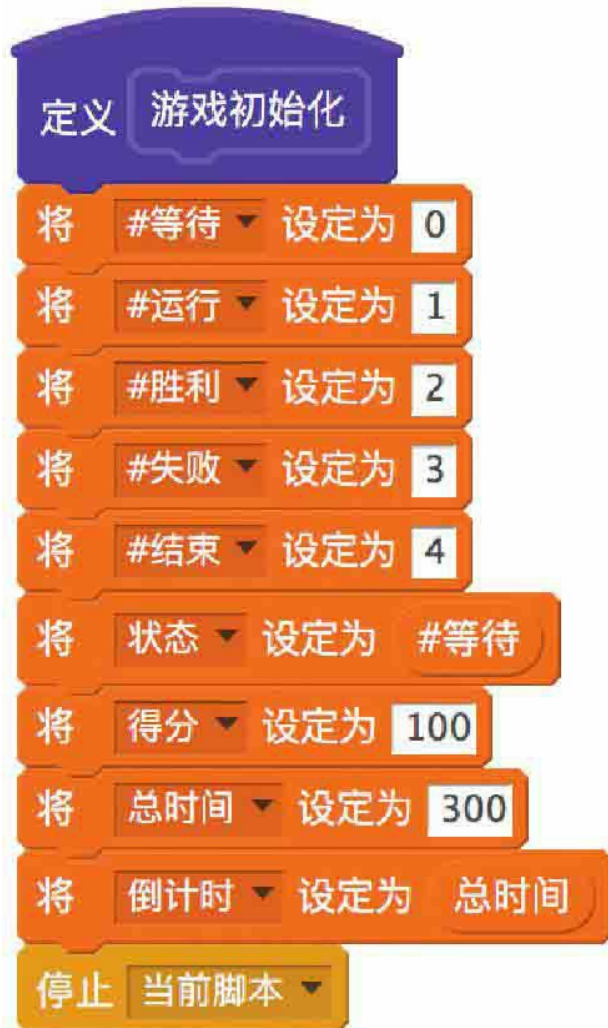 定义 游戏初始化
将 #等待 设定为 0
将 #运行 设定为 1
将 #胜利 设定为 2
将 #失败 设定为 3
将 #结束 设定为 4
将 状态 设定为 #等待
将 得分 设定为 100
将 总时间 设定为 300
将 倒计时 设定为 总时间
停止 当前脚本